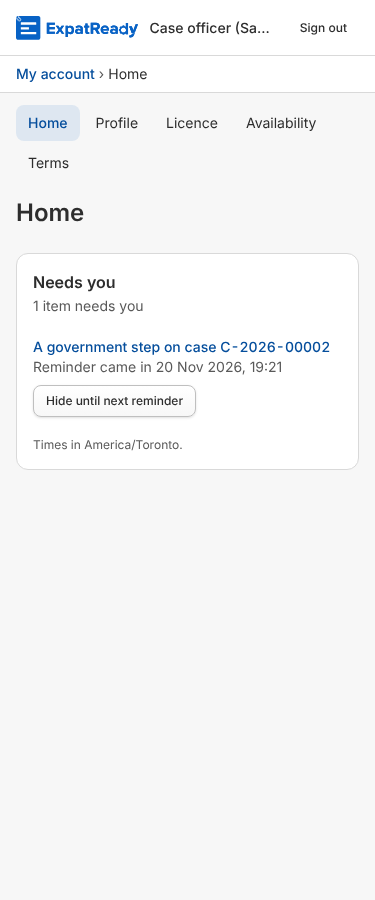 ExpatReady Case officer (Sa... Sign out
My account › Home
Home Profile Licence Availability
Terms
Home
Needs you
1 item needs you
A government step on case C-2026-00002
Reminder came in 20 Nov 2026, 19:21
Hide until next reminder
Times in America/Toronto.